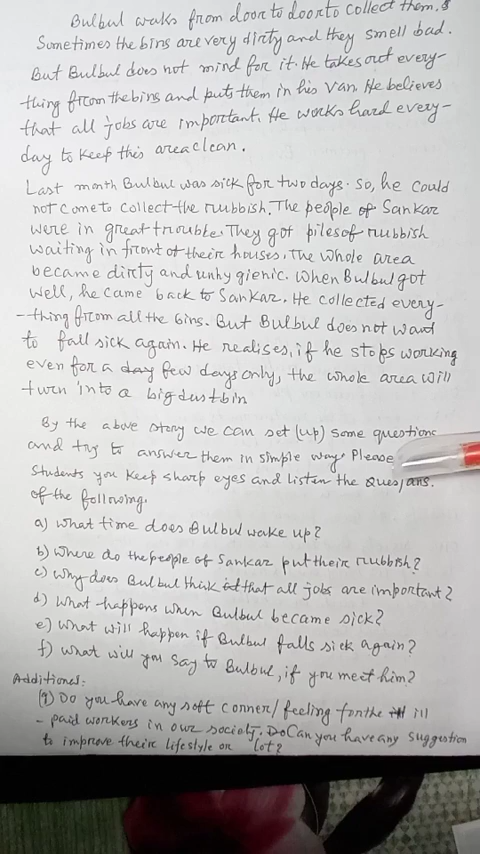 Bulbul waks from door to doorto collect them.
Sometimes the bins are very dirty and they smell bad.
But Bulbul does not mind for it. He takes out every-
thing from the bins and puts them in his van. He believes
that all jobs are important. He works hard every-
day to keep this area clean.
Last month Bulbul was sick for two days. So, he could
not come to collect the rubbish. The people of Sankar
were in great trouble. They got piles of rubbish
waiting in front of their houses. The whole area
became dirty and unhygienic. When Bulbul got
well, he came back to Sankar. He collected every-
-thing from all the bins. But Bulbul does not want
to fall sick again. He realises, if he stops working
even for a day few days only, the whole area will
turn into a big dustbin
By the above story we can set (up) some questions
and try to answer them in simple way. Please
students you keep sharp eyes and listen the
of the following.
a) What time does Bulbul wake up?
b) Where do the people of Sankar put their rubbish?
c) Why does Bulbul think that all jobs are important?
d) What happens when Bulbul became sick?
e) What will happen if Bulbul falls sick again?
f) What will you say to Bulbul, if you meet him?
Additional:
(g) Do you have any soft corner/feeling for the ill
- paid workers in our society. Do Can you have any suggestion
to improve their lifestyle or lot?